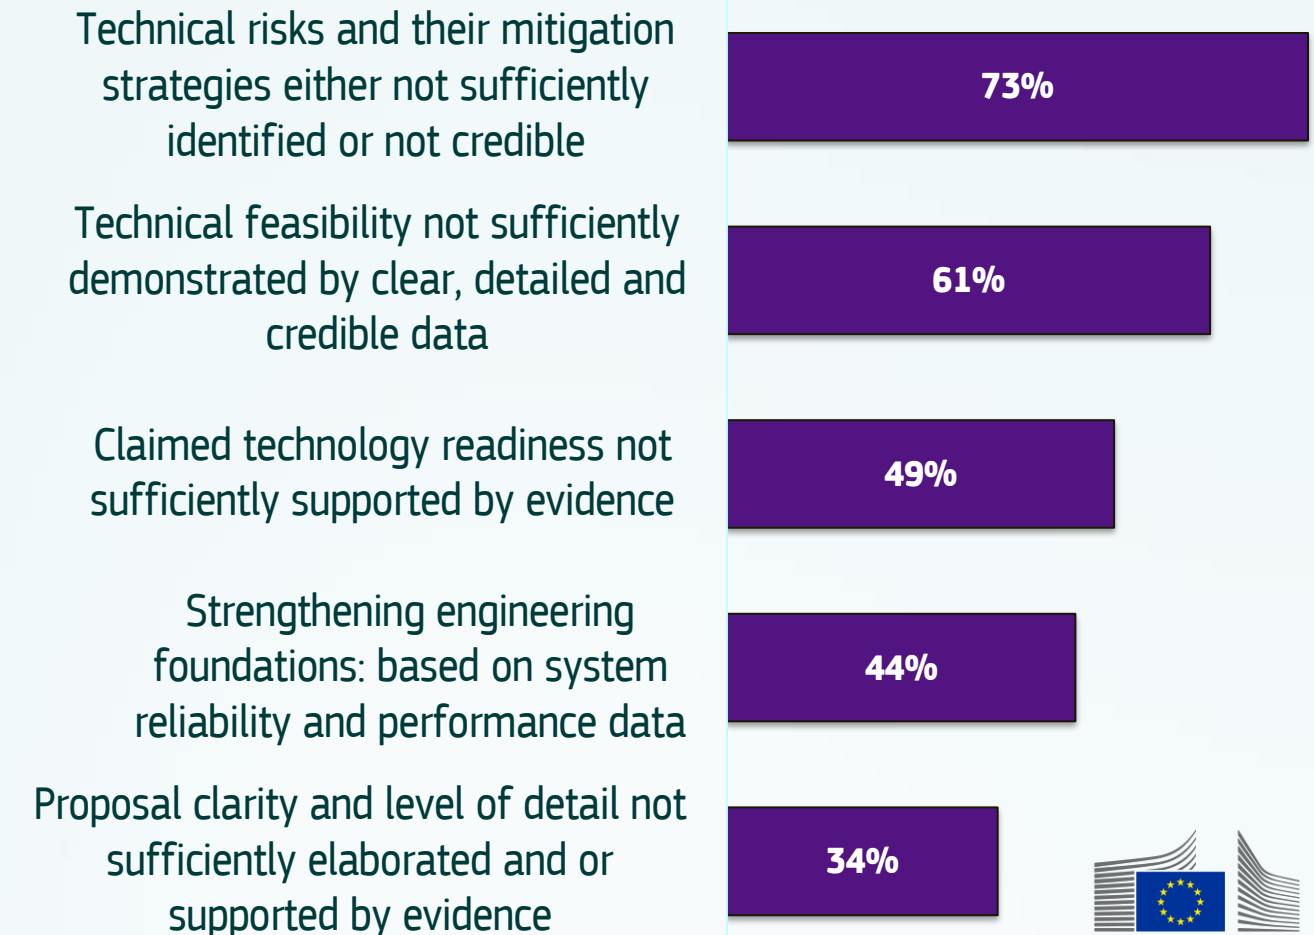 Technical risks and their mitigation
strategies either not sufficiently
identified or not credible
73%
Technical feasibility not sufficiently
demonstrated by clear, detailed and
credible data
61%
Claimed technology readiness not
sufficiently supported by evidence
49%
Strengthening engineering
foundations: based on system
reliability and performance data
44%
Proposal clarity and level of detail not
sufficiently elaborated and or
supported by evidence
34%